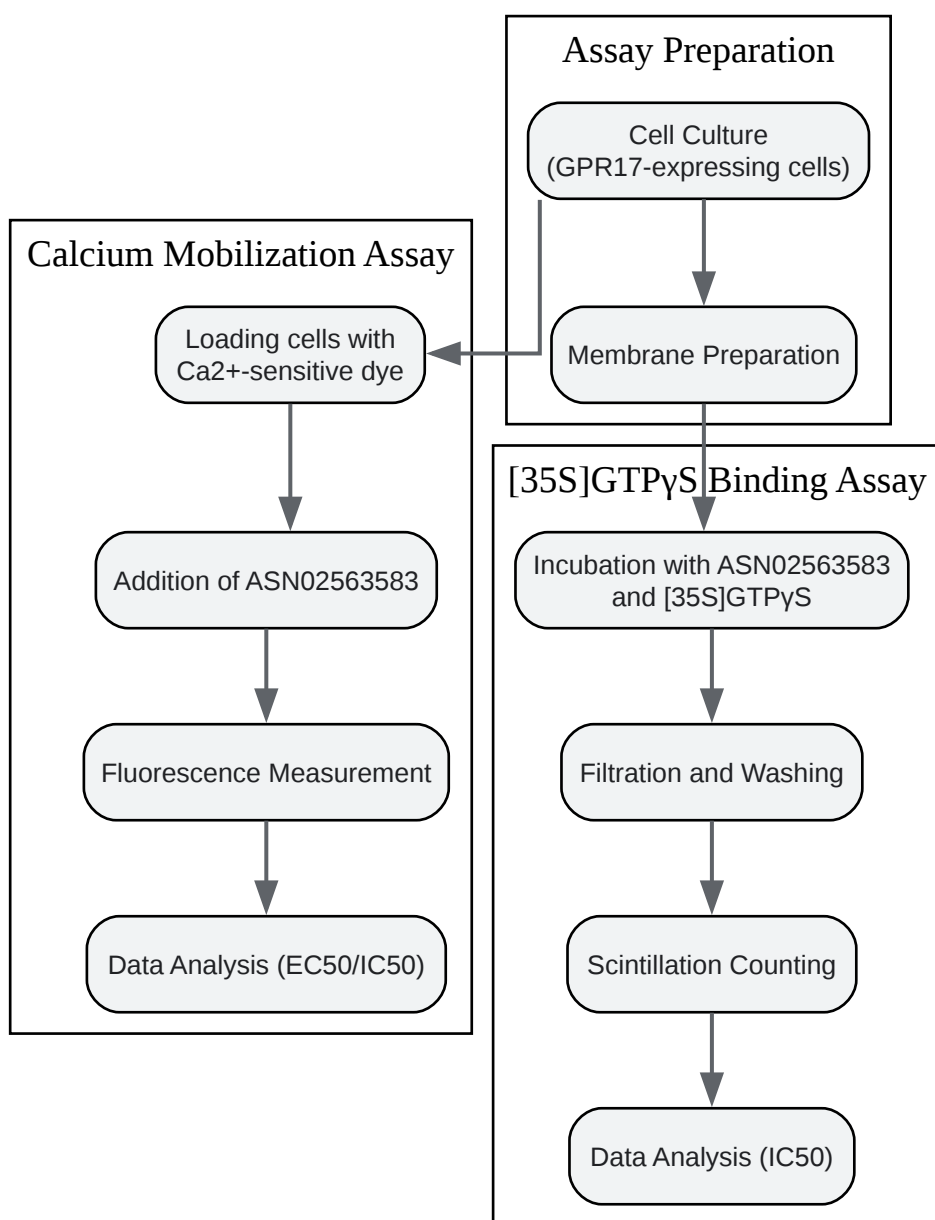 Assay Preparation
Cell Culture
(GPR17-expressing cells)
Membrane Preparation
Calcium Mobilization Assay
Loading cells with
Ca2+-sensitive dye
Addition of ASN02563583
Fluorescence Measurement
Data Analysis (EC50/IC50)
[35S]GTPγS Binding Assay
Incubation with ASN02563583
and [35S]GTPγS
Filtration and Washing
Scintillation Counting
Data Analysis (IC50)